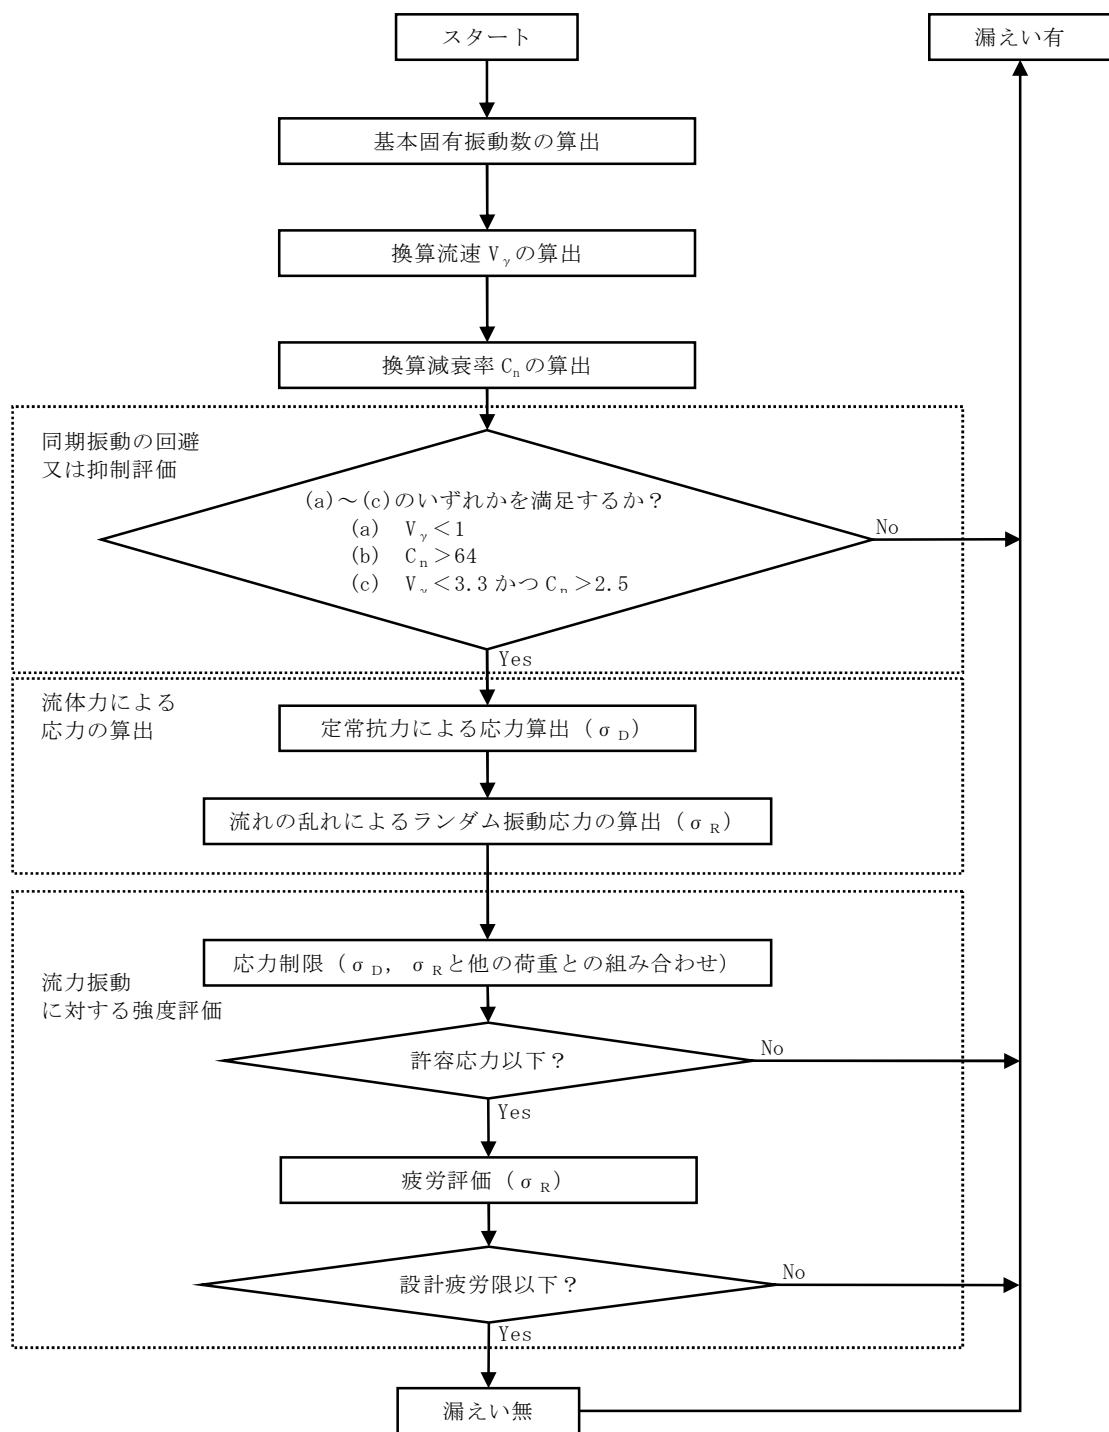 スタート
漏えい有
基本固有振動数の算出
換算流速 Vγの算出
換算減衰率 Cnの算出
同期振動の回避
又は抑制評価
(a)～(c)のいずれかを満足するか？
(a) Vγ＜1
(b) Cn＞64
(c) Vγ＜3.3 かつ Cn＞2.5
No
Yes
流体力による
応力の算出
定常抗力による応力算出（σD）
流れの乱れによるランダム振動応力の算出（σR）
流力振動
に対する強度評価
応力制限（σD，σRと他の荷重との組み合わせ）
許容応力以下？
No
Yes
疲労評価（σR）
設計疲労限以下？
No
Yes
漏えい無